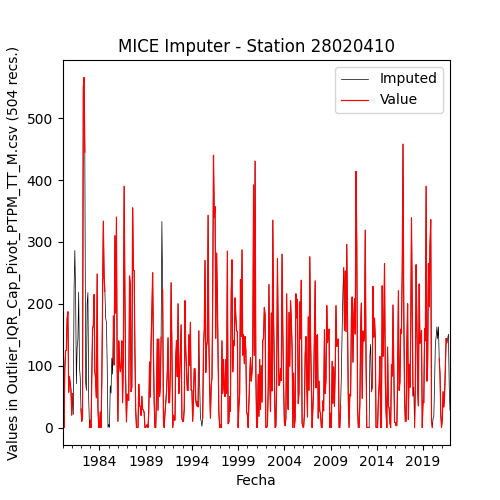 MICE Imputer - Station 28020410
Imputed
Value
Values in Outlier_IQR_Cap_Pivot_PTPM_TT_M.csv (504 recs.)
500
400
300
200
100
0
1984 1989 1994 1999 2004 2009 2014 2019
Fecha